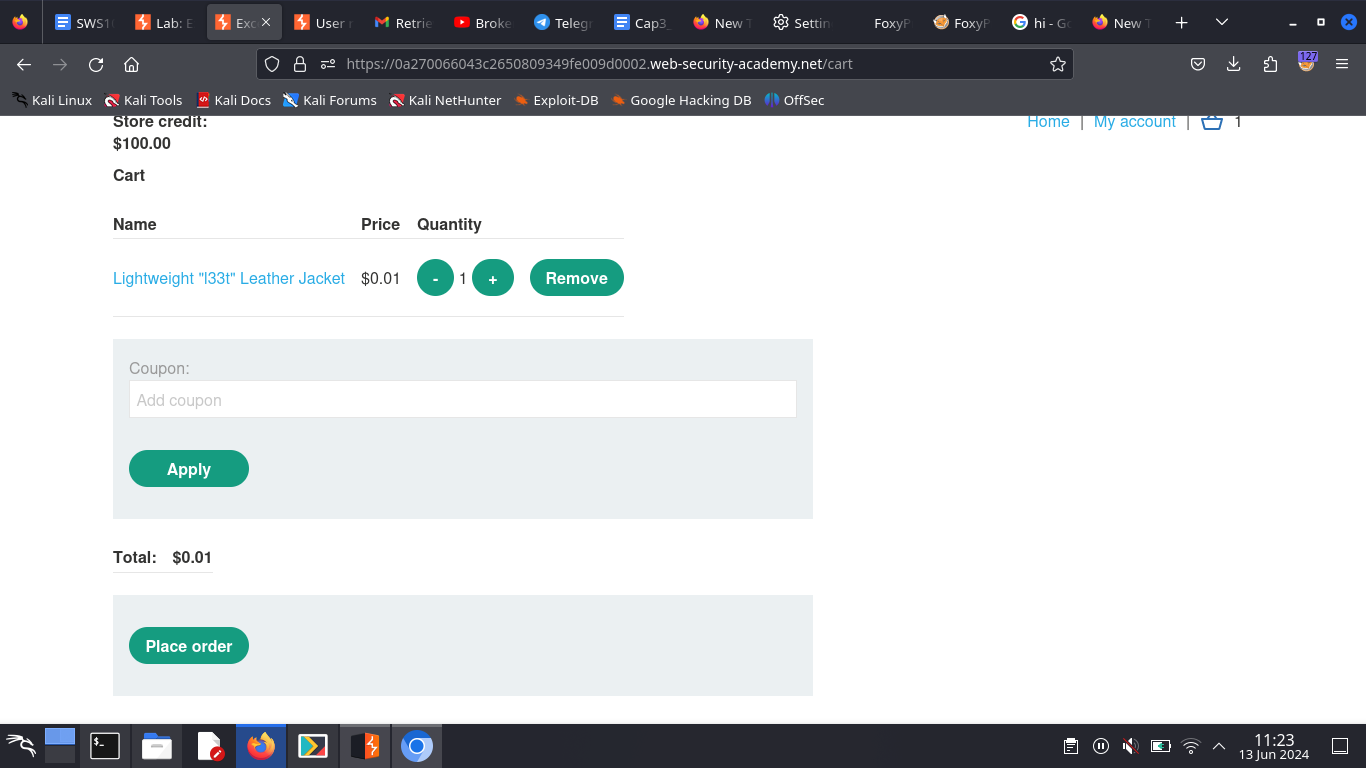 SWS1 Lab: E Exc User Retrie Broke Telegr Cap3_ New T Settin FoxyP FoxyP hi - Go New T
https://0a270066043c2650809349fe009d0002.web-security-academy.net/cart 127
Kali Linux Kali Tools Kali Docs Kali Forums Kali NetHunter Exploit-DB Google Hacking DB OffSec
Store credit: Home | My account | 1
$100.00
Cart
Name Price Quantity
Lightweight "l33t" Leather Jacket $0.01 - 1 + Remove
Coupon:
Add coupon
Apply
Total: $0.01
Place order
11:23
13 Jun 2024